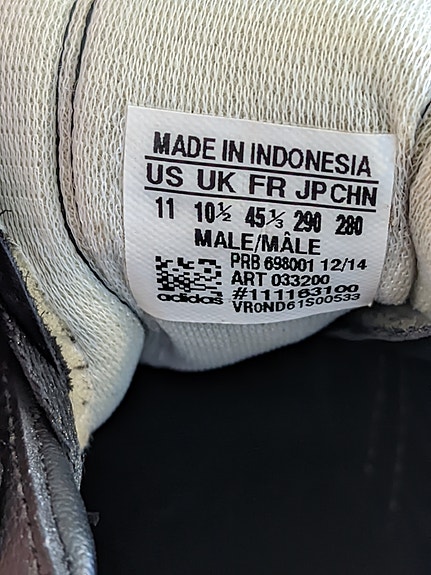 MADE IN INDONESIA
US UK FR JP CHN
11 10½ 45⅓ 290 280
MALE/MÂLE
PRB 698001 12/14
ART 033200
#111163100
adidas VR0ND61S00533